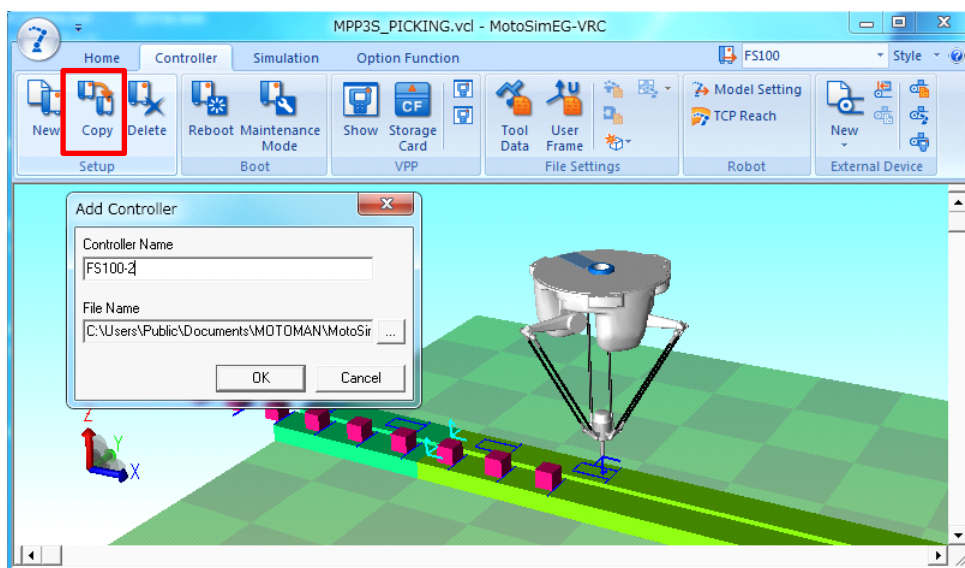 MPP3S_PICKING.vcl - MotoSimEG-VRC
Home Controller Simulation Option Function FS100 Style
New Copy Delete Reboot Maintenance Mode Show Storage Card Tool Data User Frame Model Setting TCP Reach New
CF
Setup Boot VPP File Settings Robot External Device
Add Controller
Controller Name
FS100-2
File Name
C:\Users\Public\Documents\MOTOMAN\MotoSir ...
OK Cancel
Z
Y
X